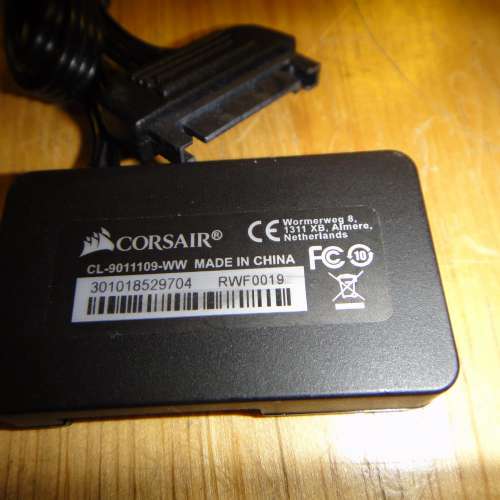 CORSAIR®
CE Wormerweg 8,
1311 XB, Almere,
Netherlands
CL-9011109-WW MADE IN CHINA
FC 10
301018529704 RWF0019